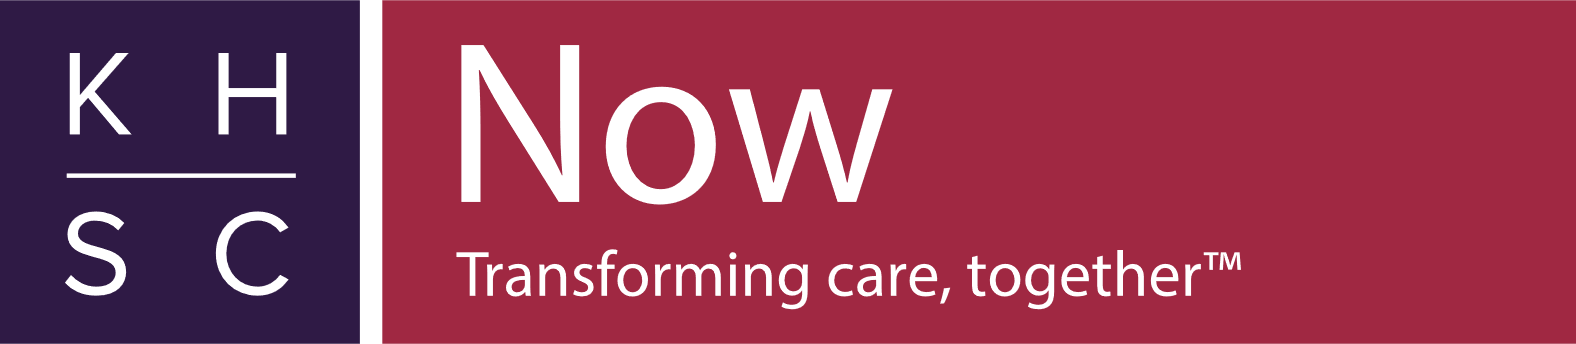 K H
S C
Now
Transforming care, together™